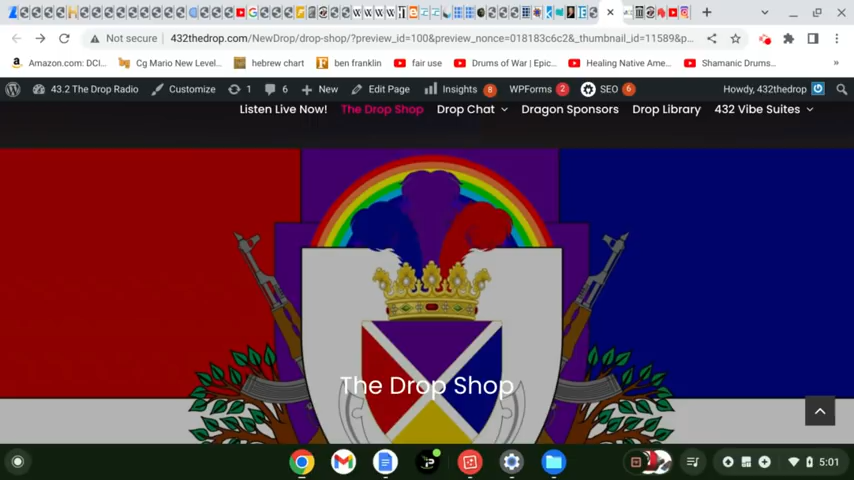 Not secure 432thedrop.com/NewDrop/drop-shop/?preview_id=100&preview_nonce=018183c6c2&_thumbnail_id=11589&p...
Amazon.com: DCI... Cg Mario New Level... hebrew chart ben franklin fair use Drums of War | Epic... Healing Native Ame... Shamanic Drums... »
43.2 The Drop Radio Customize 1 6 New Edit Page Insights 8 WPForms 2 SEO 6 Howdy, 432thedrop
Listen Live Now! The Drop Shop Drop Chat Dragon Sponsors Drop Library 432 Vibe Suites
The Drop Shop
5:01